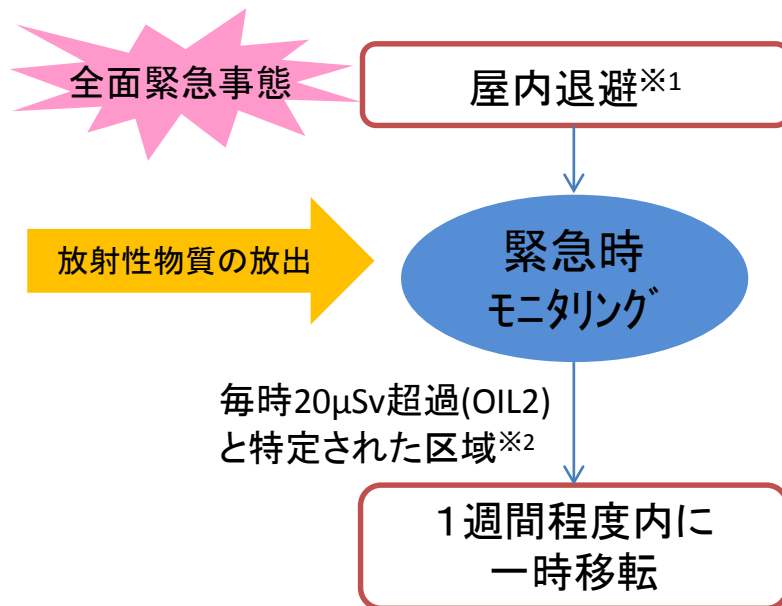 全面緊急事態
屋内退避※1
放射性物質の放出
緊急時
ﾓﾆﾀﾘﾝｸﾞ
毎時20μSv超過(OIL2)
と特定された区域※2
１週間程度内に
一時移転